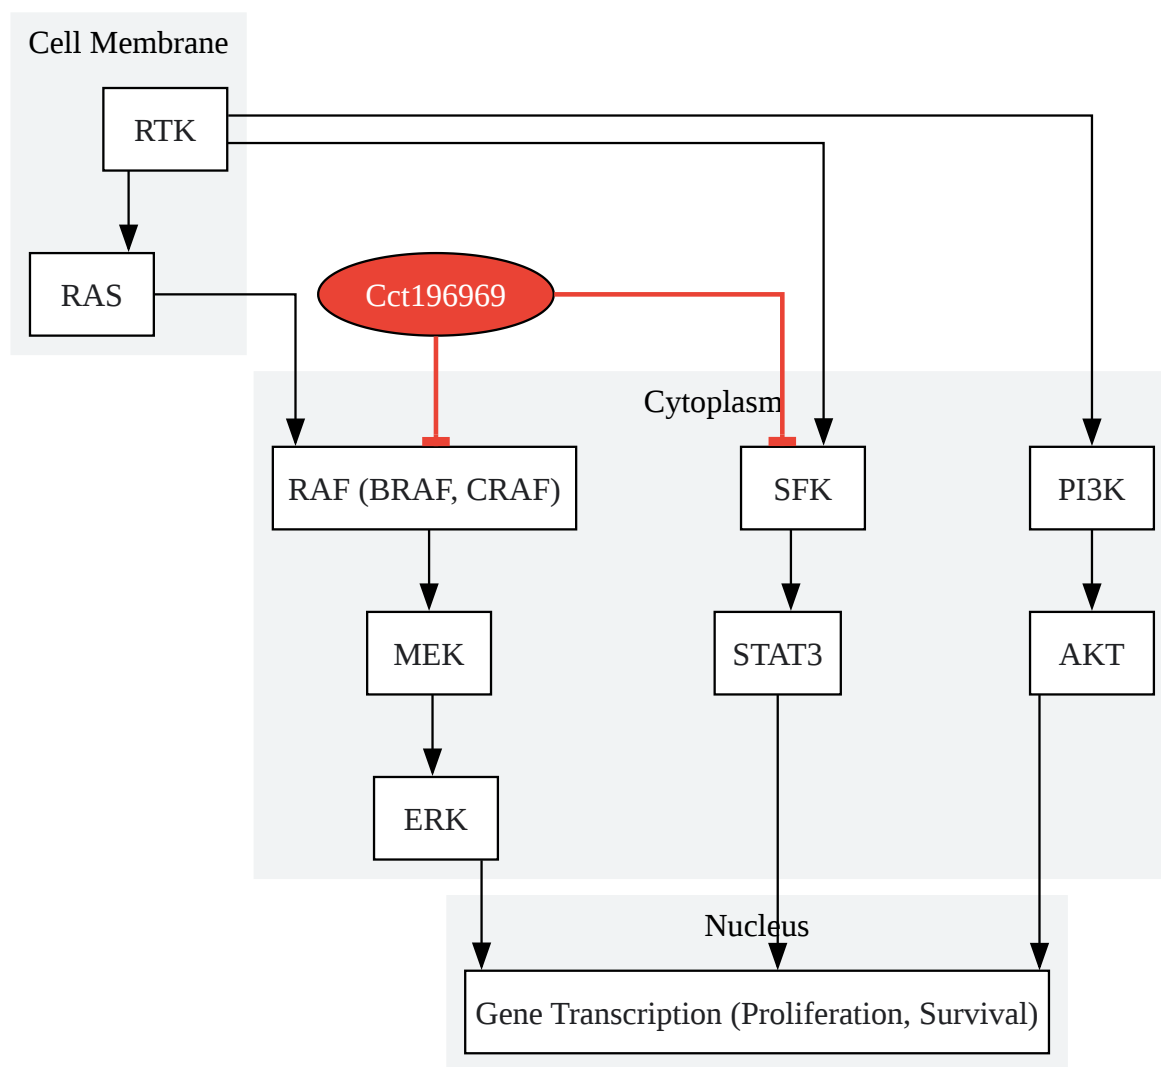 Cell Membrane
RTK
RAS
Cct196969
Cytoplasm
RAF (BRAF, CRAF)
SFK
PI3K
MEK
STAT3
AKT
ERK
Nucleus
Gene Transcription (Proliferation, Survival)